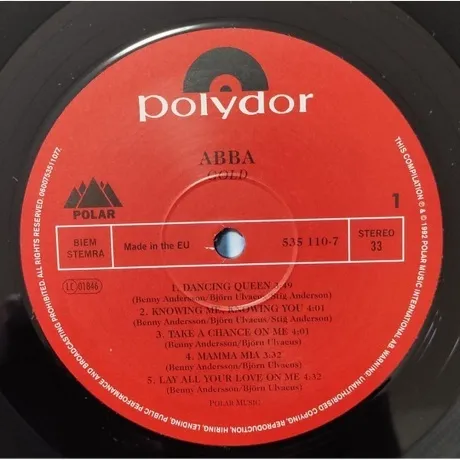 polydor
ABBA
GOLD
POLAR
1
BIEM
STEMRA
Made in the EU
535 110-7
STEREO
33
LC 01846
1. DANCING QUEEN 3:49
(Benny Andersson/Björn Ulvaeus/Stig Anderson)
2. KNOWING ME, KNOWING YOU 4:01
(Benny Andersson/Björn Ulvaeus/Stig Anderson)
3. TAKE A CHANCE ON ME 4:01
(Benny Andersson/Björn Ulvaeus)
4. MAMMA MIA 3:32
(Benny Andersson/Björn Ulvaeus/Stig Anderson)
5. LAY ALL YOUR LOVE ON ME 4:32
(Benny Andersson/Björn Ulvaeus)
POLAR MUSIC
THIS COMPILATION ℗ & © 1992 POLAR MUSIC INTERNATIONAL AB. WARNING: UNAUTHORISED COPYING, REPRODUCTION, HIRING, LENDING, PUBLIC PERFORMANCE AND BROADCASTING PROHIBITED. ALL RIGHTS RESERVED. 0600753511077.